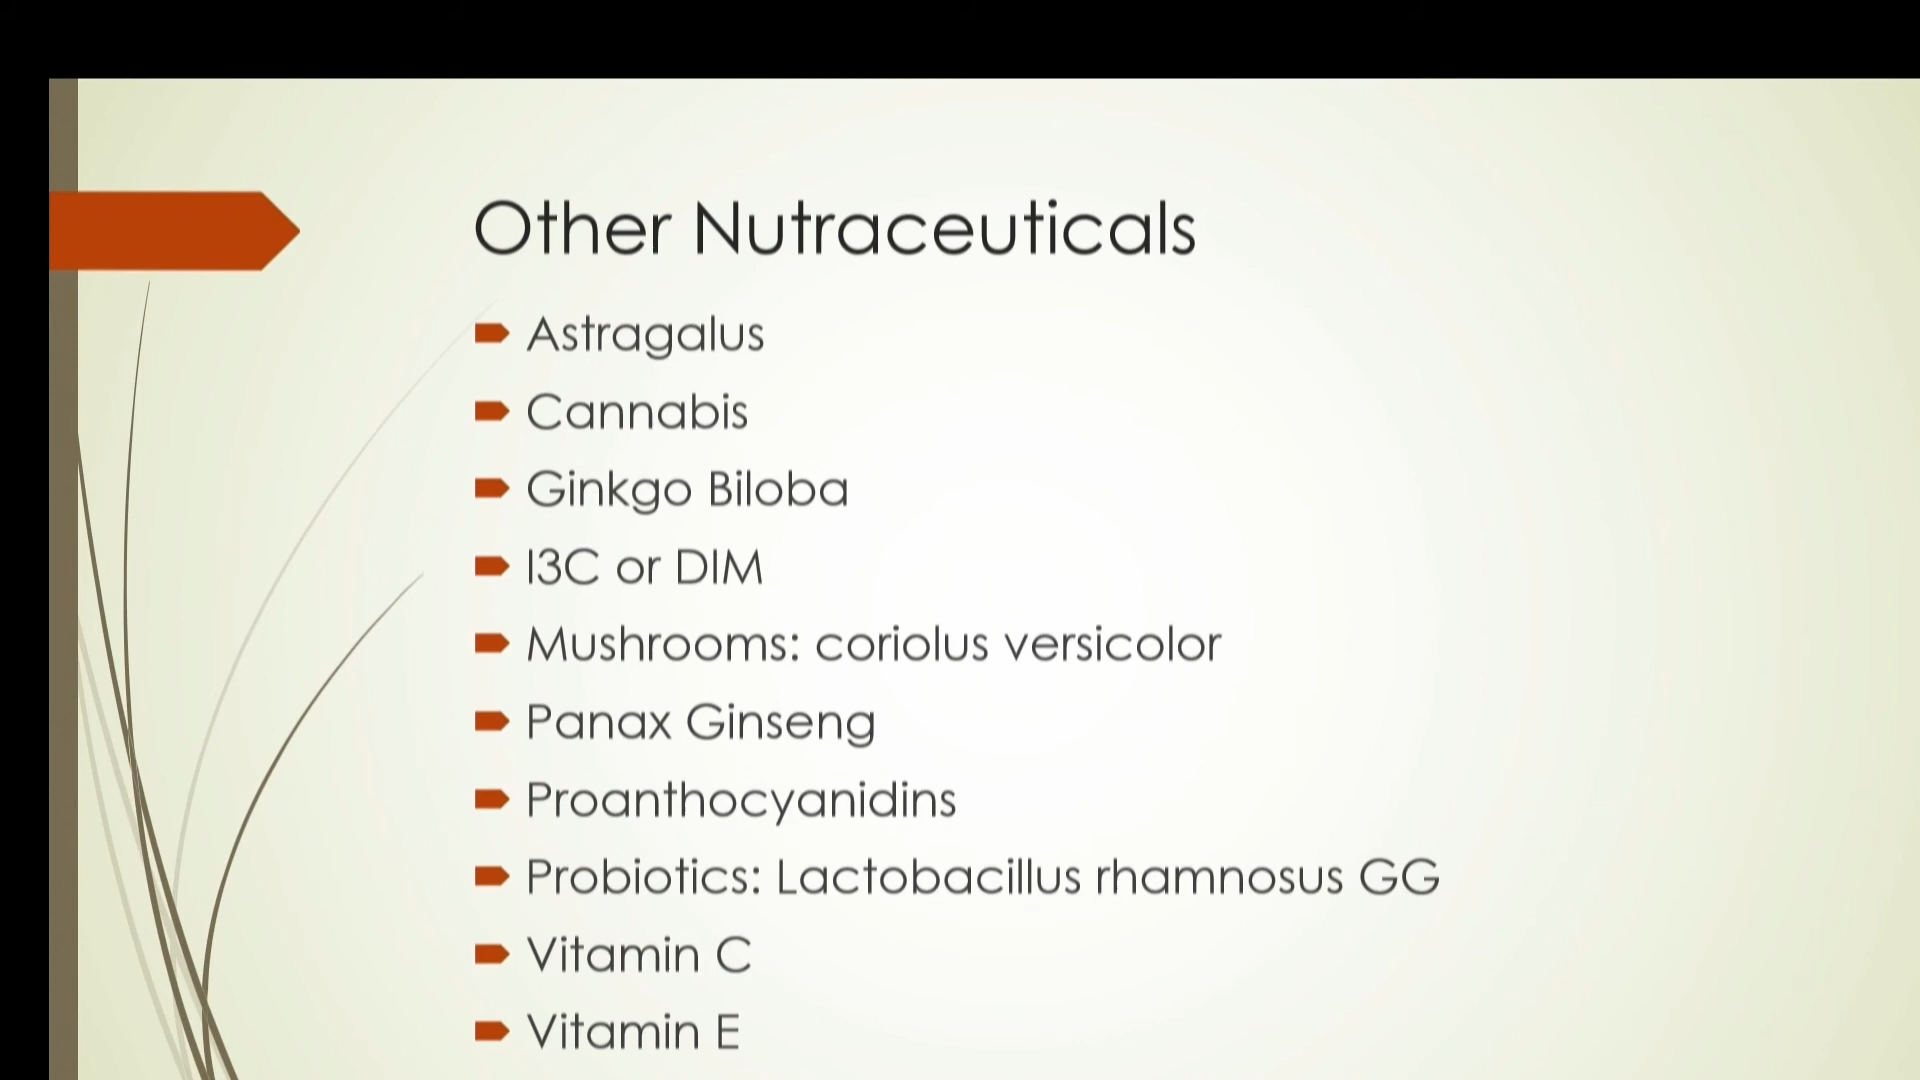 Other Nutraceuticals
Astragalus
Cannabis
Ginkgo Biloba
I3C or DIM
Mushrooms: coriolus versicolor
Panax Ginseng
Proanthocyanidins
Probiotics: Lactobacillus rhamnosus GG
Vitamin C
Vitamin E